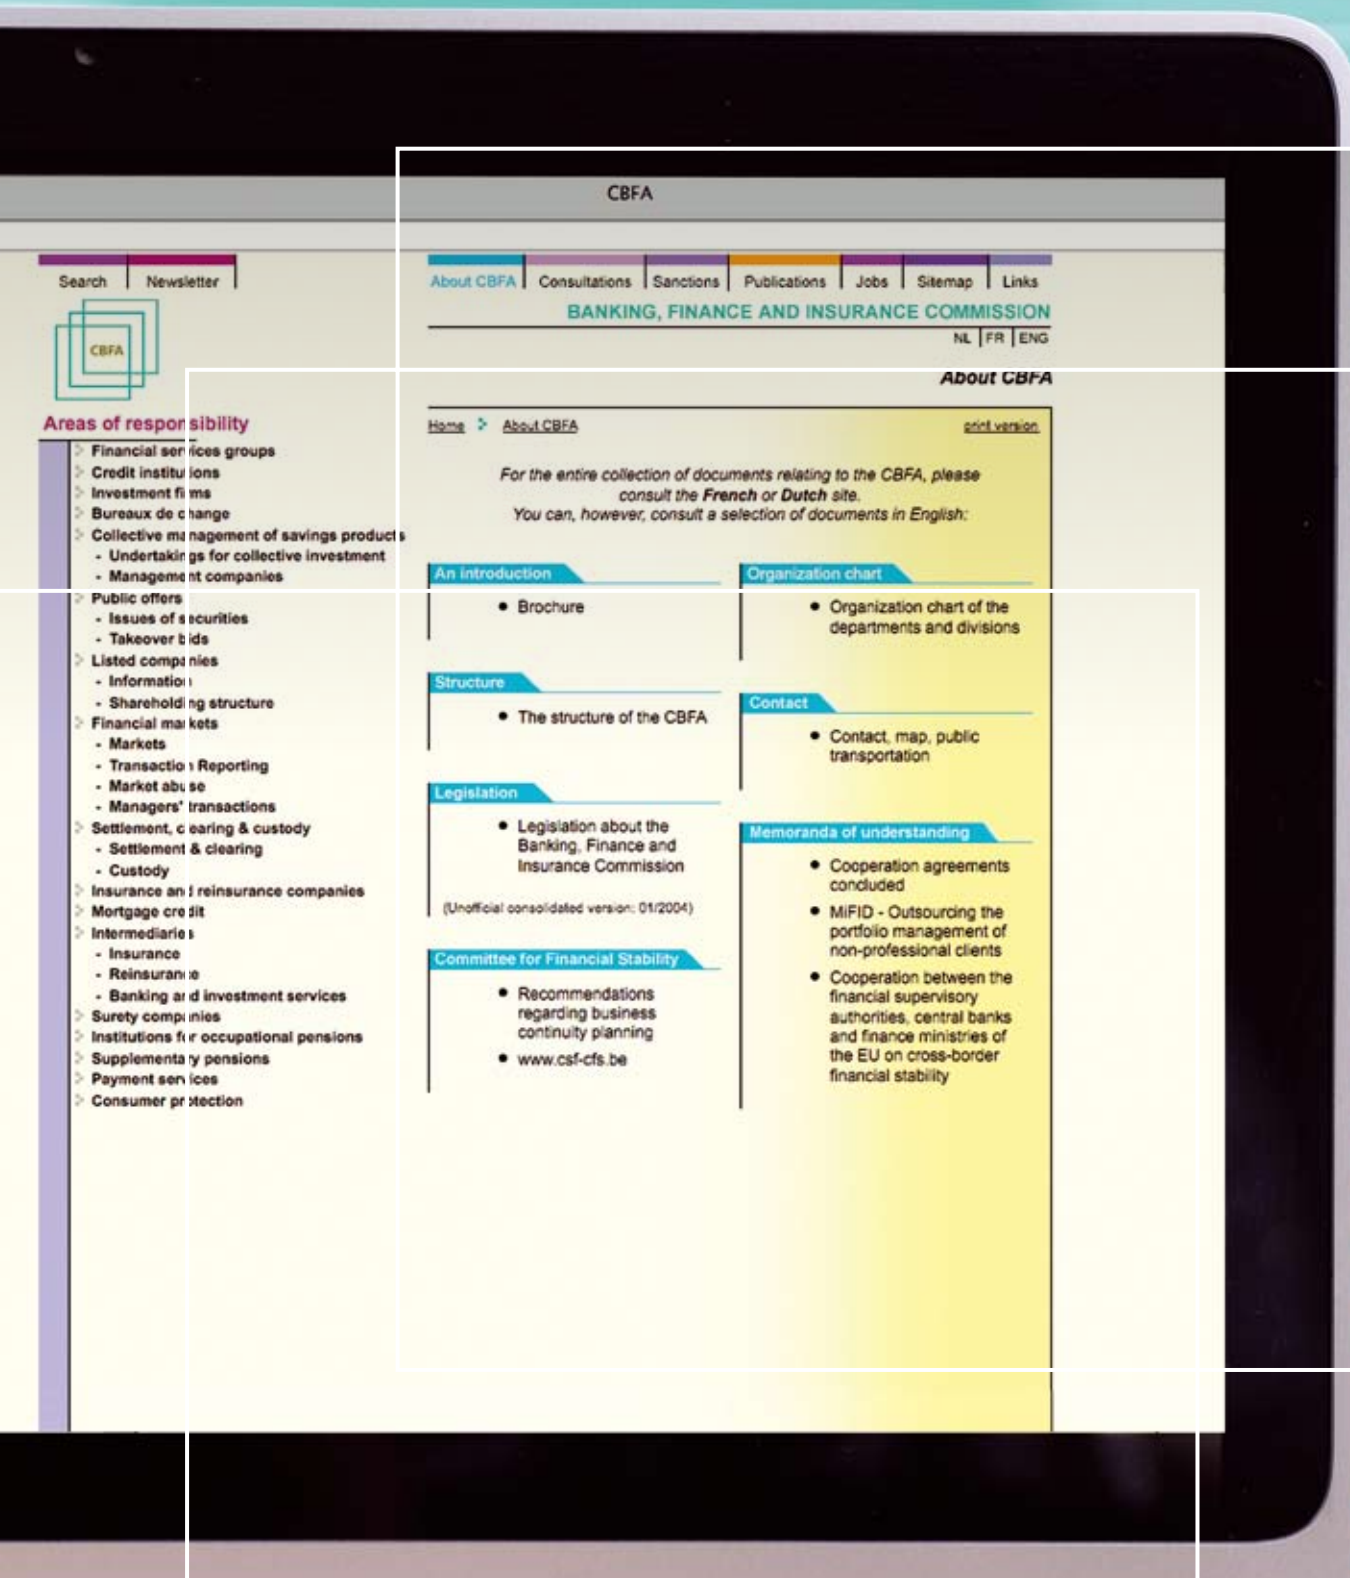 CBFA
Search
Newsletter
About CBFA
Consultations
Sanctions
Publications
Jobs
Sitemap
Links
BANKING, FINANCE AND INSURANCE COMMISSION
NL FR ENG
CBFA
About CBFA
Areas of responsibility
Financial services groups
Credit institutions
Investment firms
Bureaux de change
Collective management of savings products
- Undertakings for collective investment
- Management companies
Public offers
- Issues of securities
- Takeover bids
Listed companies
- Information
- Shareholding structure
Financial markets
- Markets
- Transaction Reporting
- Market abuse
- Managers' transactions
Settlement, clearing & custody
- Settlement & clearing
- Custody
Insurance and reinsurance companies
Mortgage credit
Intermediaries
- Insurance
- Reinsurance
- Banking and investment services
Surety companies
Institutions for occupational pensions
Supplementary pensions
Payment services
Consumer protection
Home > About CBFA
print version
For the entire collection of documents relating to the CBFA, please
consult the French or Dutch site.
You can, however, consult a selection of documents in English:
An introduction
• Brochure
Structure
• The structure of the CBFA
Legislation
• Legislation about the
Banking, Finance and
Insurance Commission
(Unofficial consolidated version: 01/2004)
Committee for Financial Stability
• Recommendations
regarding business
continuity planning
• www.csf-cfs.be
Organization chart
• Organization chart of the
departments and divisions
Contact
• Contact, map, public
transportation
Memoranda of understanding
• Cooperation agreements
concluded
• MiFID - Outsourcing the
portfolio management of
non-professional clients
• Cooperation between the
financial supervisory
authorities, central banks
and finance ministries of
the EU on cross-border
financial stability